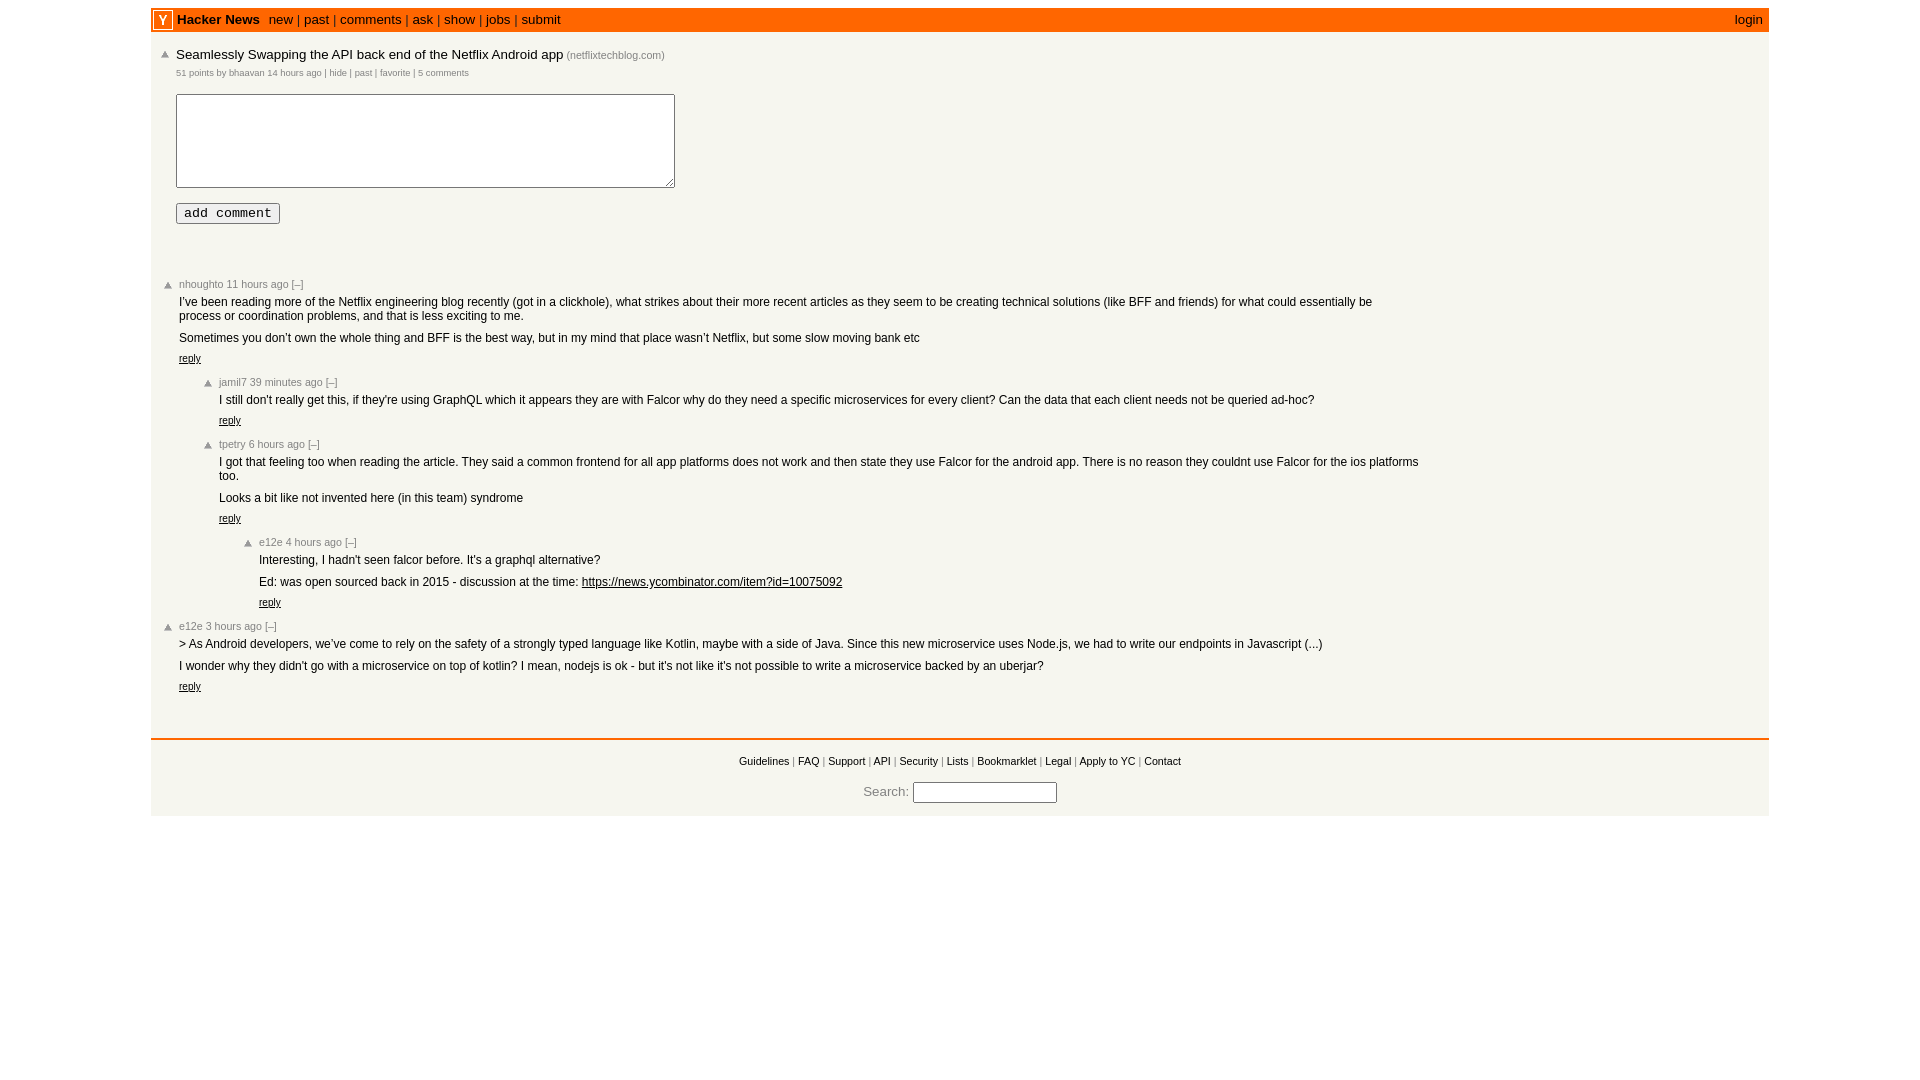 Y Hacker News new | past | comments | ask | show | jobs | submit login
Seamlessly Swapping the API back end of the Netflix Android app (netflixtechblog.com)
51 points by bhaavan 14 hours ago | hide | past | favorite | 5 comments
add comment
nhoughto 11 hours ago [–]
I’ve been reading more of the Netflix engineering blog recently (got in a clickhole), what strikes about their more recent articles as they seem to be creating technical solutions (like BFF and friends) for what could essentially be
process or coordination problems, and that is less exciting to me.
Sometimes you don’t own the whole thing and BFF is the best way, but in my mind that place wasn’t Netflix, but some slow moving bank etc
reply
jamil7 39 minutes ago [–]
I still don't really get this, if they're using GraphQL which it appears they are with Falcor why do they need a specific microservices for every client? Can the data that each client needs not be queried ad-hoc?
reply
tpetry 6 hours ago [–]
I got that feeling too when reading the article. They said a common frontend for all app platforms does not work and then state they use Falcor for the android app. There is no reason they couldnt use Falcor for the ios platforms
too.
Looks a bit like not invented here (in this team) syndrome
reply
e12e 4 hours ago [–]
Interesting, I hadn't seen falcor before. It's a graphql alternative?
Ed: was open sourced back in 2015 - discussion at the time: https://news.ycombinator.com/item?id=10075092
reply
e12e 3 hours ago [–]
> As Android developers, we’ve come to rely on the safety of a strongly typed language like Kotlin, maybe with a side of Java. Since this new microservice uses Node.js, we had to write our endpoints in Javascript (...)
I wonder why they didn't go with a microservice on top of kotlin? I mean, nodejs is ok - but it's not like it's not possible to write a microservice backed by an uberjar?
reply
Guidelines | FAQ | Support | API | Security | Lists | Bookmarklet | Legal | Apply to YC | Contact
Search: